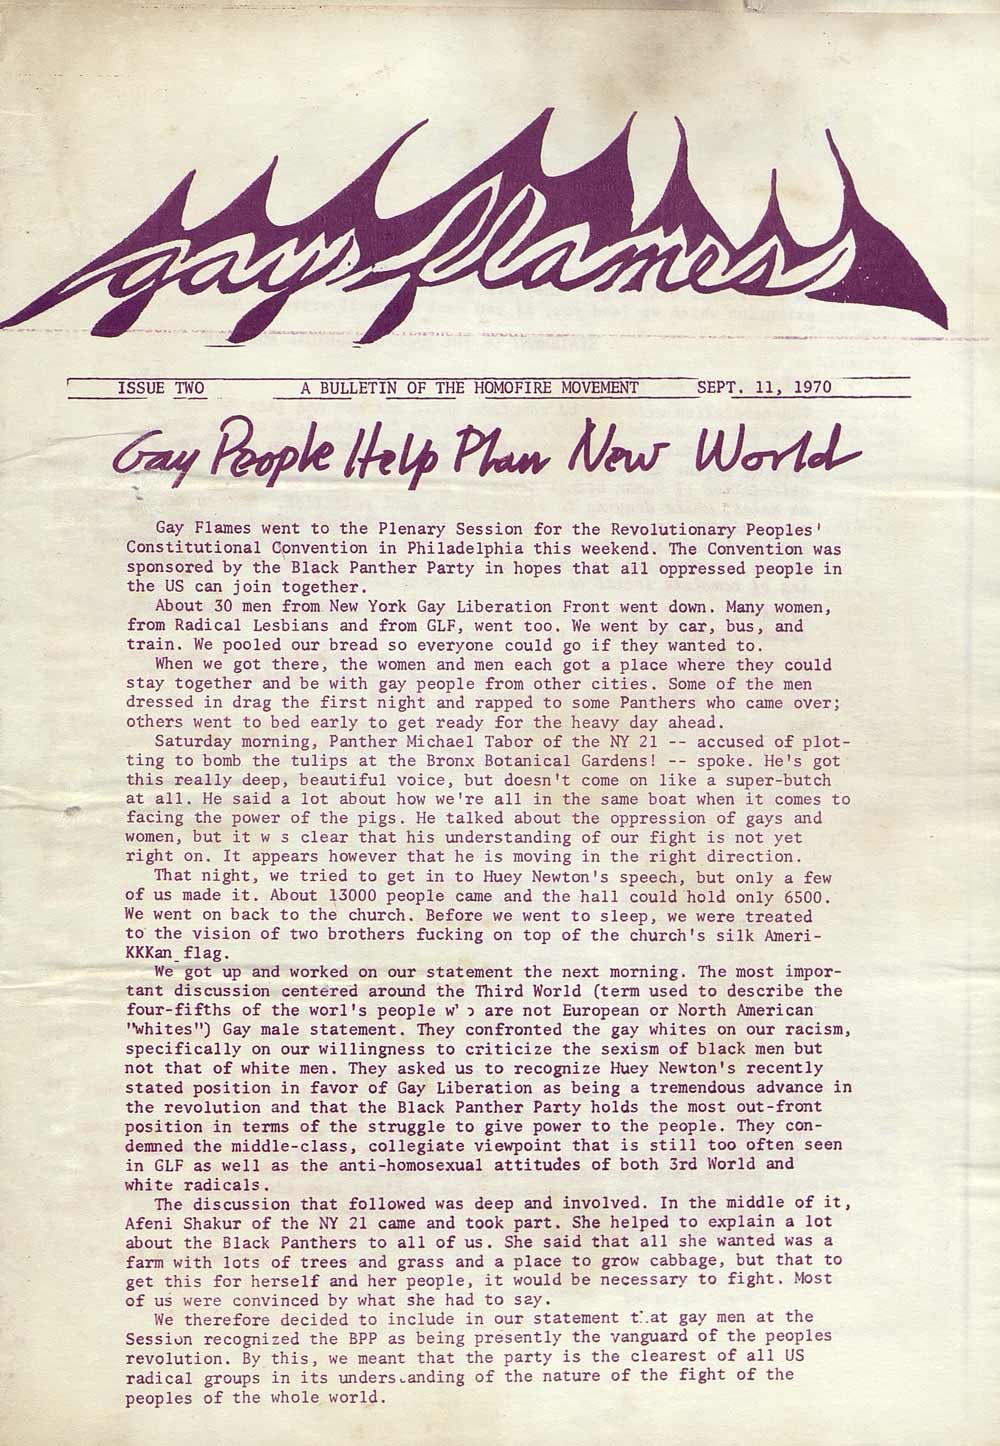 gay flames
ISSUE TWO A BULLETIN OF THE HOMOFIRE MOVEMENT SEPT. 11, 1970
Gay People Help Plan New World
Gay Flames went to the Plenary Session for the Revolutionary Peoples'
Constitutional Convention in Philadelphia this weekend. The Convention was
sponsored by the Black Panther Party in hopes that all oppressed people in
the US can join together.
About 30 men from New York Gay Liberation Front went down. Many women,
from Radical Lesbians and from GLF, went too. We went by car, bus, and
train. We pooled our bread so everyone could go if they wanted to.
When we got there, the women and men each got a place where they could
stay together and be with gay people from other cities. Some of the men
dressed in drag the first night and rapped to some Panthers who came over;
others went to bed early to get ready for the heavy day ahead.
Saturday morning, Panther Michael Tabor of the NY 21 -- accused of plot-
ting to bomb the tulips at the Bronx Botanical Gardens! -- spoke. He's got
this really deep, beautiful voice, but doesn't come on like a super-butch
at all. He said a lot about how we're all in the same boat when it comes to
facing the power of the pigs. He talked about the oppression of gays and
women, but it w s clear that his understanding of our fight is not yet
right on. It appears however that he is moving in the right direction.
That night, we tried to get in to Huey Newton's speech, but only a few
of us made it. About 13000 people came and the hall could hold only 6500.
We went on back to the church. Before we went to sleep, we were treated
to the vision of two brothers fucking on top of the church's silk Ameri-
KKKan flag.
We got up and worked on our statement the next morning. The most impor-
tant discussion centered around the Third World (term used to describe the
four-fifths of the worl's people w' o are not European or North American
"whites") Gay male statement. They confronted the gay whites on our racism,
specifically on our willingness to criticize the sexism of black men but
not that of white men. They asked us to recognize Huey Newton's recently
stated position in favor of Gay Liberation as being a tremendous advance in
the revolution and that the Black Panther Party holds the most out-front
position in terms of the struggle to give power to the people. They con-
demned the middle-class, collegiate viewpoint that is still too often seen
in GLF as well as the anti-homosexual attitudes of both 3rd World and
white radicals.
The discussion that followed was deep and involved. In the middle of it,
Afeni Shakur of the NY 21 came and took part. She helped to explain a lot
about the Black Panthers to all of us. She said that all she wanted was a
farm with lots of trees and grass and a place to grow cabbage, but that to
get this for herself and her people, it would be necessary to fight. Most
of us were convinced by what she had to say.
We therefore decided to include in our statement that gay men at the
Session recognized the BPP as being presently the vanguard of the peoples
revolution. By this, we meant that the party is the clearest of all US
radical groups in its understanding of the nature of the fight of the
peoples of the whole world.